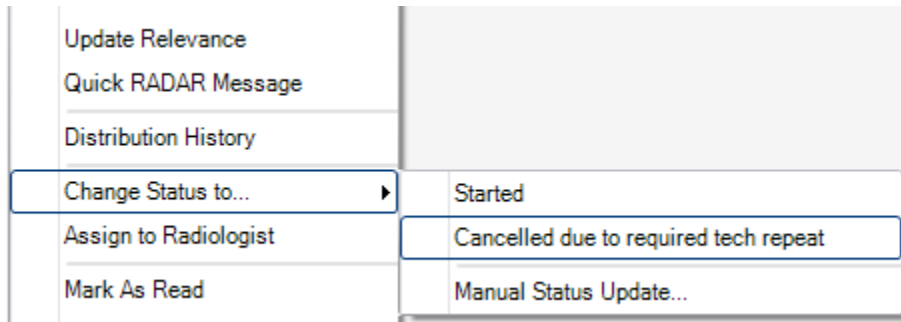 Update Relevance
Quick RADAR Message
Distribution History
Change Status to...
Started
Cancelled due to required tech repeat
Manual Status Update...
Assign to Radiologist
Mark As Read